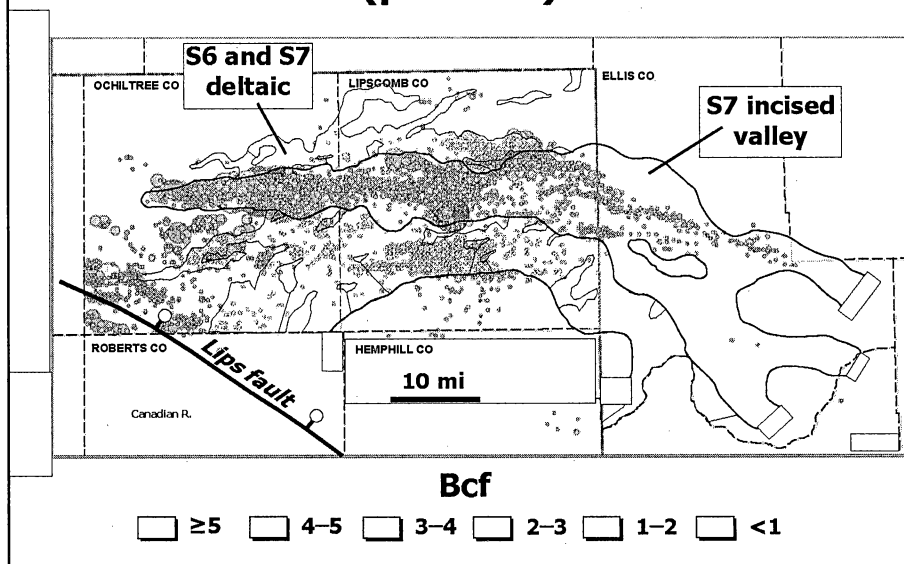 S6 and S7
deltaic
OCHILTREE CO
LIPSCOMB CO
ELLIS CO
S7 incised
valley
ROBERTS CO
Lips fault
HEMPHILL CO
10 mi
Canadian R.
Bcf
≥5
4–5
3–4
2–3
1–2
<1